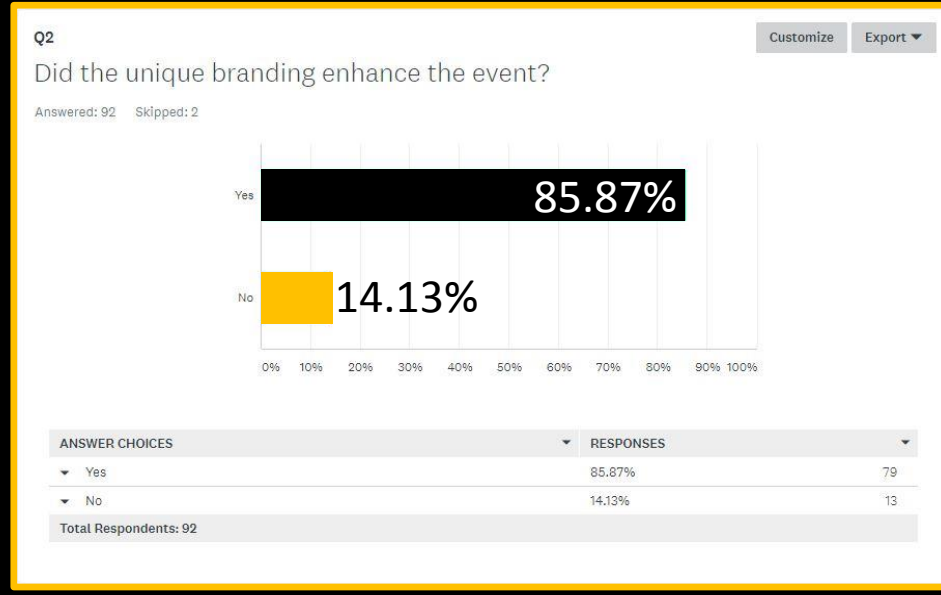 Q2
Customize
Export
Did the unique branding enhance the event?
Answered: 92 Skipped: 2
Yes
85.87%
No
14.13%
0% 10% 20% 30% 40% 50% 60% 70% 80% 90% 100%
ANSWER CHOICES RESPONSES
Yes 85.87% 79
No 14.13% 13
Total Respondents: 92